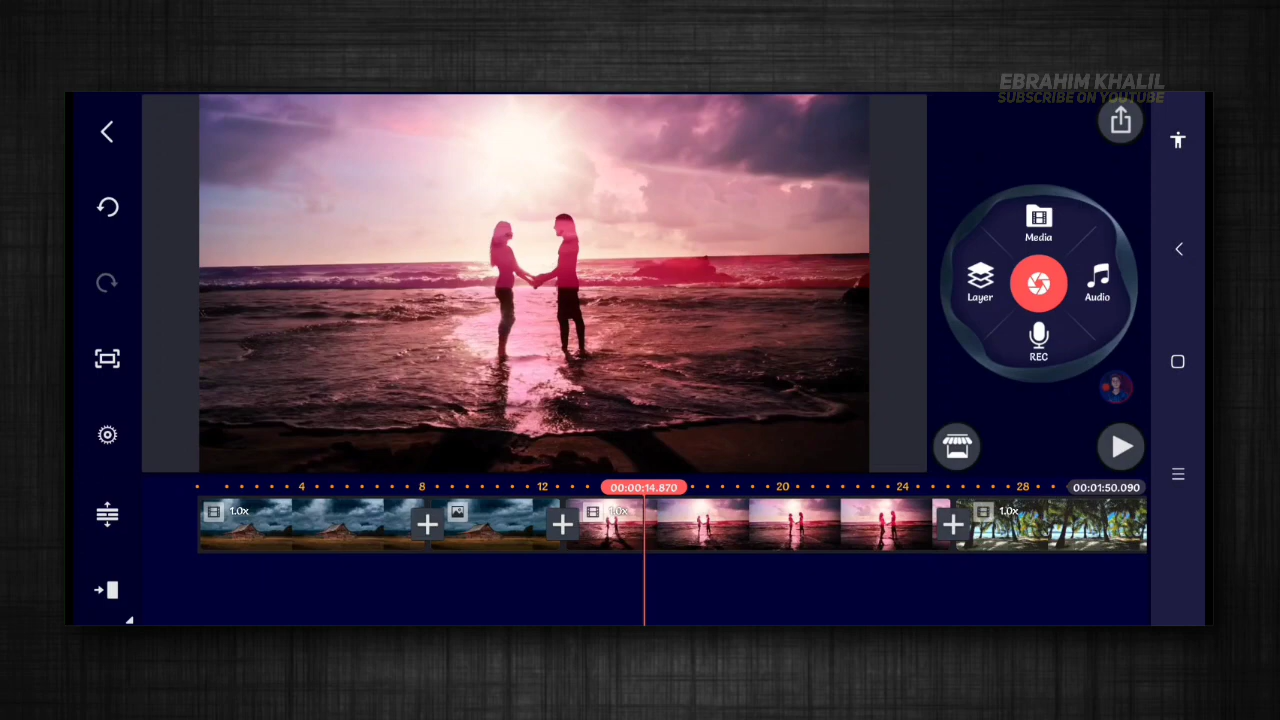 EBRAHIM KHALIL
SUBSCRIBE ON YOUTUBE
Media
Layer
Audio
REC
4
8
12
00:00:14.870
20
24
28
00:01:50.090
1.0x
1.0x
1.0x